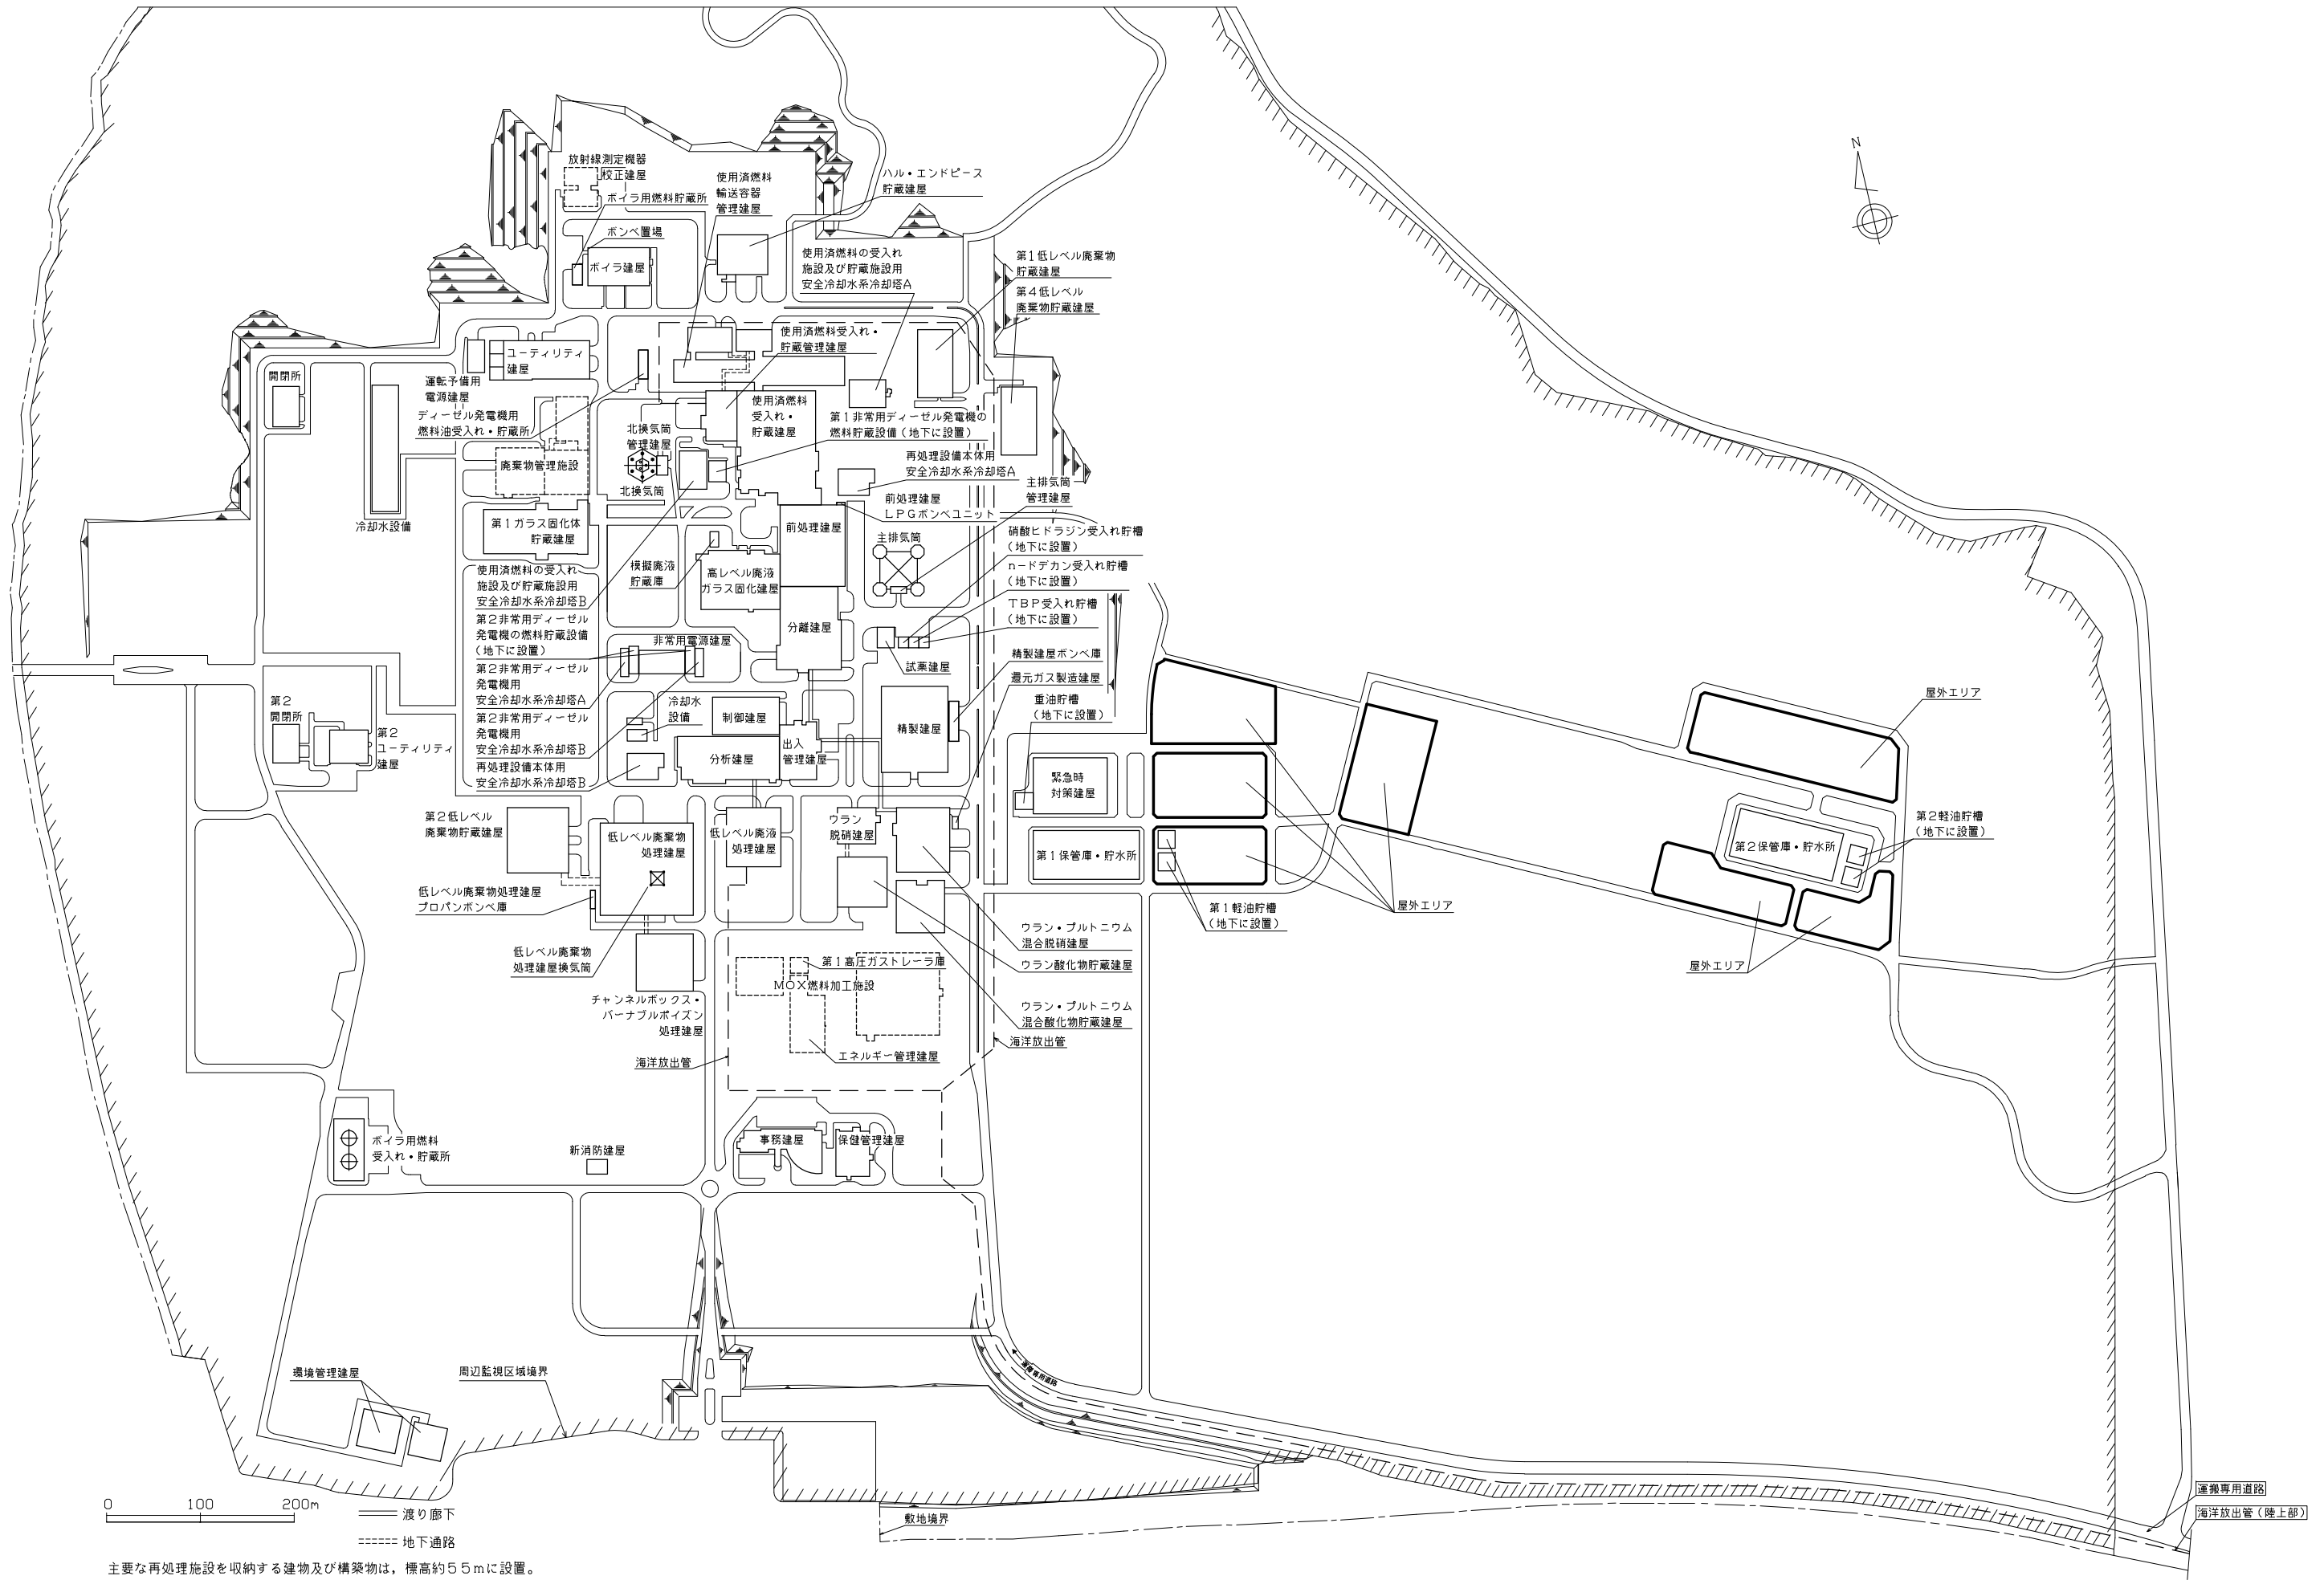 N
放射線測定機器
校正建屋
ボイラ用燃料貯蔵所
ボンベ置場
ボイラ建屋
使用済燃料
輸送容器
管理建屋
ハル・エンドピース
貯蔵建屋
使用済燃料の受入れ
施設及び貯蔵施設用
安全冷却水系冷却塔A
第1低レベル廃棄物
貯蔵建屋
第4低レベル
廃棄物貯蔵建屋
使用済燃料受入れ・
貯蔵管理建屋
ユーティリティ
建屋
開閉所
運転予備用
電源建屋
ディーゼル発電機用
燃料油受入れ・貯蔵所
使用済燃料
受入れ・
貯蔵建屋
第1非常用ディーゼル発電機の
燃料貯蔵設備(地下に設置)
北換気筒
管理建屋
北換気筒
廃棄物管理施設
再処理設備本体用
安全冷却水系冷却塔A
主排気筒
管理建屋
前処理建屋
LPGボンベユニット
冷却水設備
第1ガラス固化体
貯蔵建屋
前処理建屋
主排気筒
硝酸ヒドラジン受入れ貯槽
(地下に設置)
n-ドデカン受入れ貯槽
(地下に設置)
TBP受入れ貯槽
(地下に設置)
模擬廃液
貯蔵庫
高レベル廃液
ガラス固化建屋
使用済燃料の受入れ
施設及び貯蔵施設用
安全冷却水系冷却塔B
第2非常用ディーゼル
発電機の燃料貯蔵設備
(地下に設置)
非常用電源建屋
分離建屋
試薬建屋
第2非常用ディーゼル
発電機用
安全冷却水系冷却塔A
精製建屋ボンベ庫
還元ガス製造建屋
重油貯槽
(地下に設置)
屋外エリア
第2
開閉所
第2
ユーティリティ
建屋
冷却水
設備
制御建屋
第2非常用ディーゼル
発電機用
安全冷却水系冷却塔B
再処理設備本体用
安全冷却水系冷却塔B
分析建屋
出入
管理建屋
精製建屋
緊急時
対策建屋
第2低レベル
廃棄物貯蔵建屋
低レベル廃棄物
処理建屋
低レベル廃液
処理建屋
ウラン
脱硝建屋
第1保管庫・貯水所
第2保管庫・貯水所
第2軽油貯槽
(地下に設置)
低レベル廃棄物処理建屋
プロパンボンベ庫
第1軽油貯槽
(地下に設置)
屋外エリア
ウラン・プルトニウム
混合脱硝建屋
ウラン酸化物貯蔵建屋
屋外エリア
低レベル廃棄物
処理建屋換気筒
第1高圧ガストレーラ庫
MOX燃料加工施設
チャンネルボックス・
バーナブルポイズン
処理建屋
ウラン・プルトニウム
混合酸化物貯蔵建屋
海洋放出管
エネルギー管理建屋
海洋放出管
ボイラ用燃料
受入れ・貯蔵所
新消防建屋
事務建屋
保健管理建屋
運搬専用道路
環境管理建屋
周辺監視区域境界
運搬専用道路
海洋放出管(陸上部)
敷地境界
0 100 200m
渡り廊下
地下通路
主要な再処理施設を収納する建物及び構築物は，標高約55mに設置。